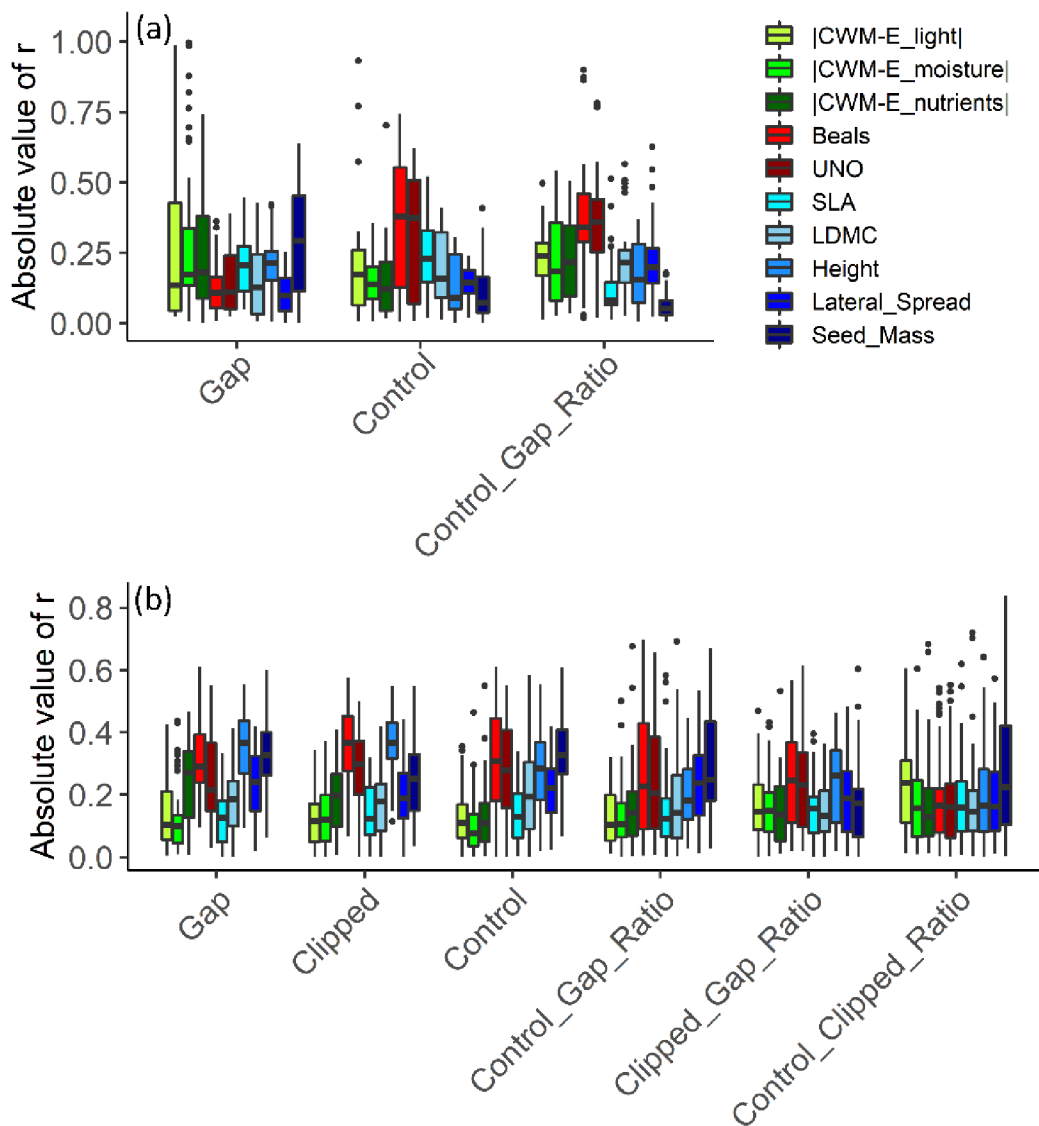 (a)
Absolute value of r
1.00
0.75
0.50
0.25
0.00
Gap
Control
Control_Gap_Ratio
|CWM-E_light|
|CWM-E_moisture|
|CWM-E_nutrients|
Beals
UNO
SLA
LDMC
Height
Lateral_Spread
Seed_Mass
(b)
Absolute value of r
0.8
0.6
0.4
0.2
0.0
Gap
Clipped
Control
Control_Gap_Ratio
Clipped_Gap_Ratio
Control_Clipped_Ratio